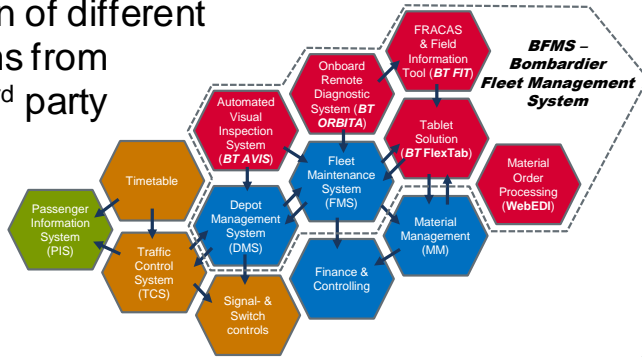 n of different
ns from
rd party
FRACAS
& Field
Information
Tool (BT FIT)
BFMS –
Bombardier
Fleet Management
System
Onboard
Remote
Diagnostic
System (BT
ORBITA)
Automated
Visual
Inspection
System
(BT AVIS)
Tablet
Solution
(BT FlexTab)
Material
Order
Processing
(WebEDI)
Timetable
Fleet
Maintenance
System
(FMS)
Passenger
Information
System
(PIS)
Depot
Management
System
(DMS)
Material
Management
(MM)
Traffic
Control
System
(TCS)
Finance &
Controlling
Signal- &
Switch
controls